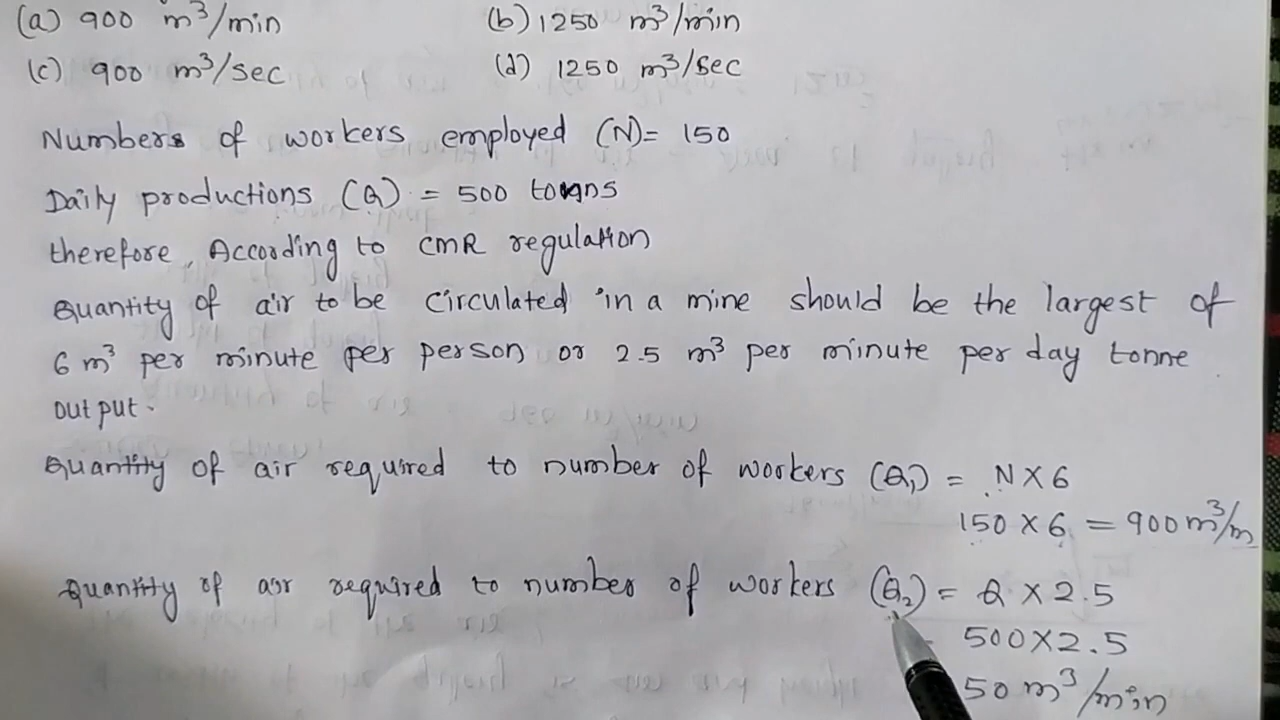 (a) 900 m³/min (b) 1250 m³/min
(c) 900 m³/sec (d) 1250 m³/sec
Numbers of workers employed (N) = 150
Daily productions (Q) = 500 tonns
therefore, According to CMR regulation
Quantity of air to be circulated in a mine should be the largest of
6 m³ per minute per person or 2.5 m³ per minute per day tonne
output.
Quantity of air required to number of workers (Q₁) = N × 6
150 × 6 = 900 m³/m
Quantity of air required to number of workers (Q₂) = Q × 2.5
500 × 2.5
50 m³/min